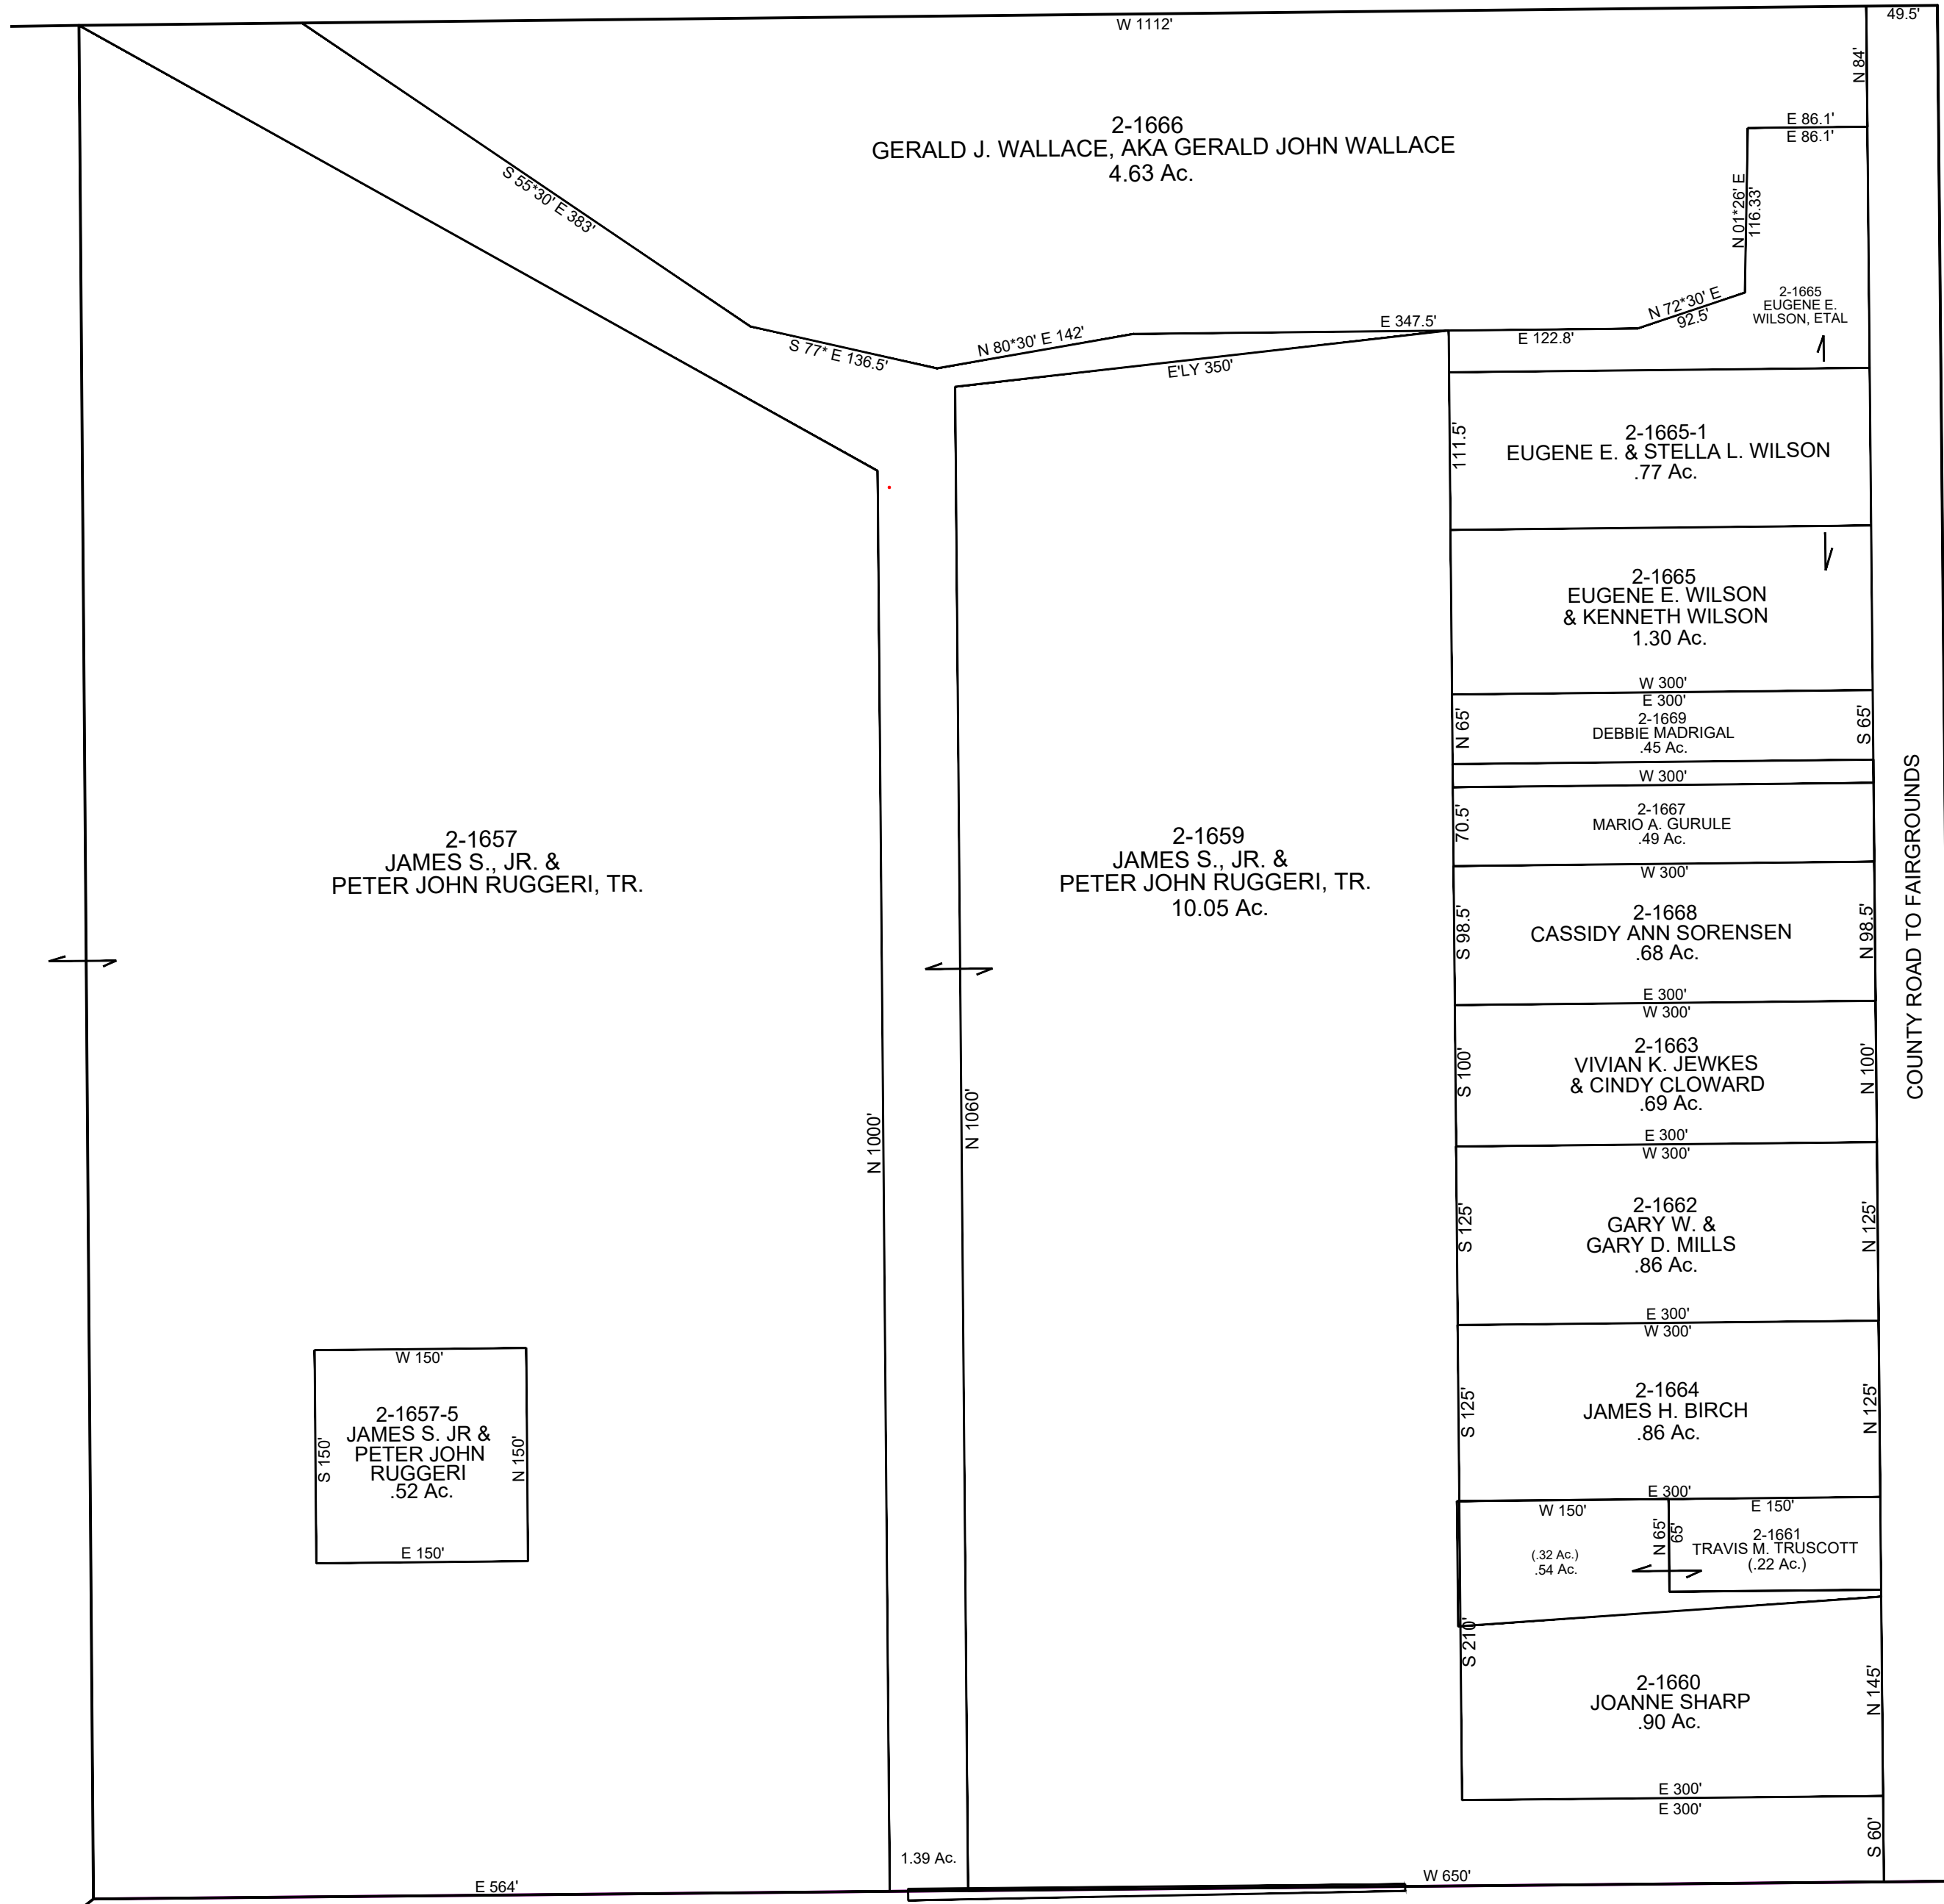 W 1112'
49.5'
N 84'
2-1666
GERALD J. WALLACE, AKA GERALD JOHN WALLACE
4.63 Ac.
E 86.1'
E 86.1'
S 55*30' E 383'
N 01*26' E
116.33'
S 77* E 136.5'
N 80*30' E 142'
E 347.5'
E'LY 350'
E 122.8'
N 72*30' E
92.5'
2-1665
EUGENE E.
WILSON, ETAL
111.5'
2-1665-1
EUGENE E. & STELLA L. WILSON
.77 Ac.
2-1665
EUGENE E. WILSON
& KENNETH WILSON
1.30 Ac.
W 300'
E 300'
N 65'
2-1669
DEBBIE MADRIGAL
.45 Ac.
S 65'
W 300'
70.5'
2-1667
MARIO A. GURULE
.49 Ac.
W 300'
COUNTY ROAD TO FAIRGROUNDS
2-1657
JAMES S., JR. &
PETER JOHN RUGGERI, TR.
2-1659
JAMES S., JR. &
PETER JOHN RUGGERI, TR.
10.05 Ac.
S 98.5'
2-1668
CASSIDY ANN SORENSEN
.68 Ac.
N 98.5'
E 300'
W 300'
N 1000'
N 1060'
S 100'
2-1663
VIVIAN K. JEWKES
& CINDY CLOWARD
.69 Ac.
N 100'
E 300'
W 300'
S 125'
2-1662
GARY W. &
GARY D. MILLS
.86 Ac.
N 125'
E 300'
W 300'
S 125'
2-1664
JAMES H. BIRCH
.86 Ac.
N 125'
E 300'
W 150'
S 150'
2-1657-5
JAMES S. JR &
PETER JOHN
RUGGERI
.52 Ac.
N 150'
E 150'
W 150'
E 150'
N 65'
65'
(.32 Ac.)
.54 Ac.
2-1661
TRAVIS M. TRUSCOTT
(.22 Ac.)
S 210'
2-1660
JOANNE SHARP
.90 Ac.
N 145'
E 300'
E 300'
S 60'
1.39 Ac.
W 650'
E 564'